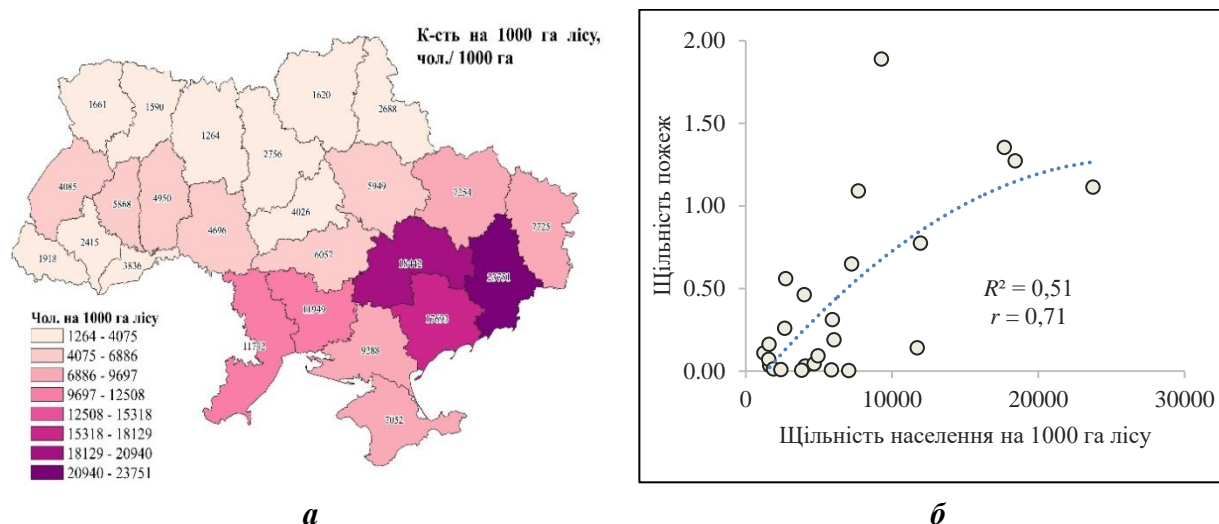 К-сть на 1000 га лісу,
чол./ 1000 га
1661
1590
1264
1620
2688
2756
4085
5868
4950
5949
7254
7725
4026
2415
4696
6057
1918
3836
18442
23751
11949
17693
9288
7052
Чол. на 1000 га лісу
1264 - 4075
4075 - 6886
6886 - 9697
9697 - 12508
12508 - 15318
15318 - 18129
18129 - 20940
20940 - 23751
а
2.00
1.50
1.00
0.50
0.00
Щільність пожеж
R² = 0,51
r = 0,71
0
10000
20000
30000
Щільність населення на 1000 га лісу
б